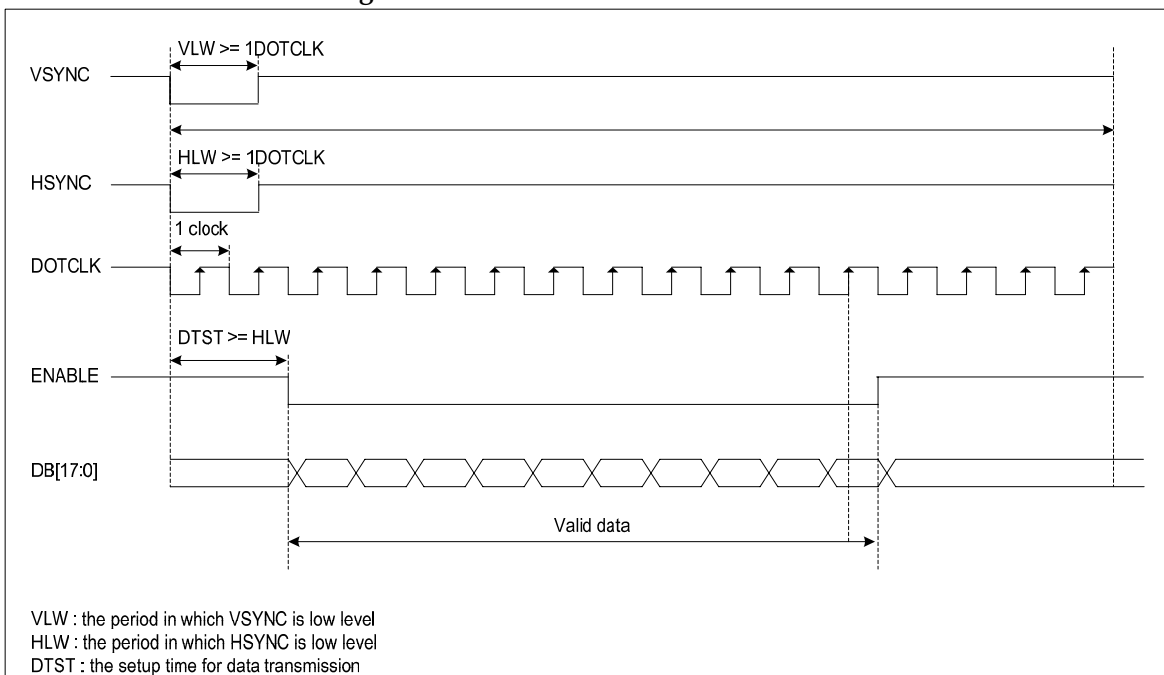 VLW >= 1DOTCLK
VSYNC
HLW >= 1DOTCLK
HSYNC
1 clock
DOTCLK
DTST >= HLW
ENABLE
DB[17:0]
Valid data
VLW : the period in which VSYNC is low level
HLW : the period in which HSYNC is low level
DTST : the setup time for data transmission